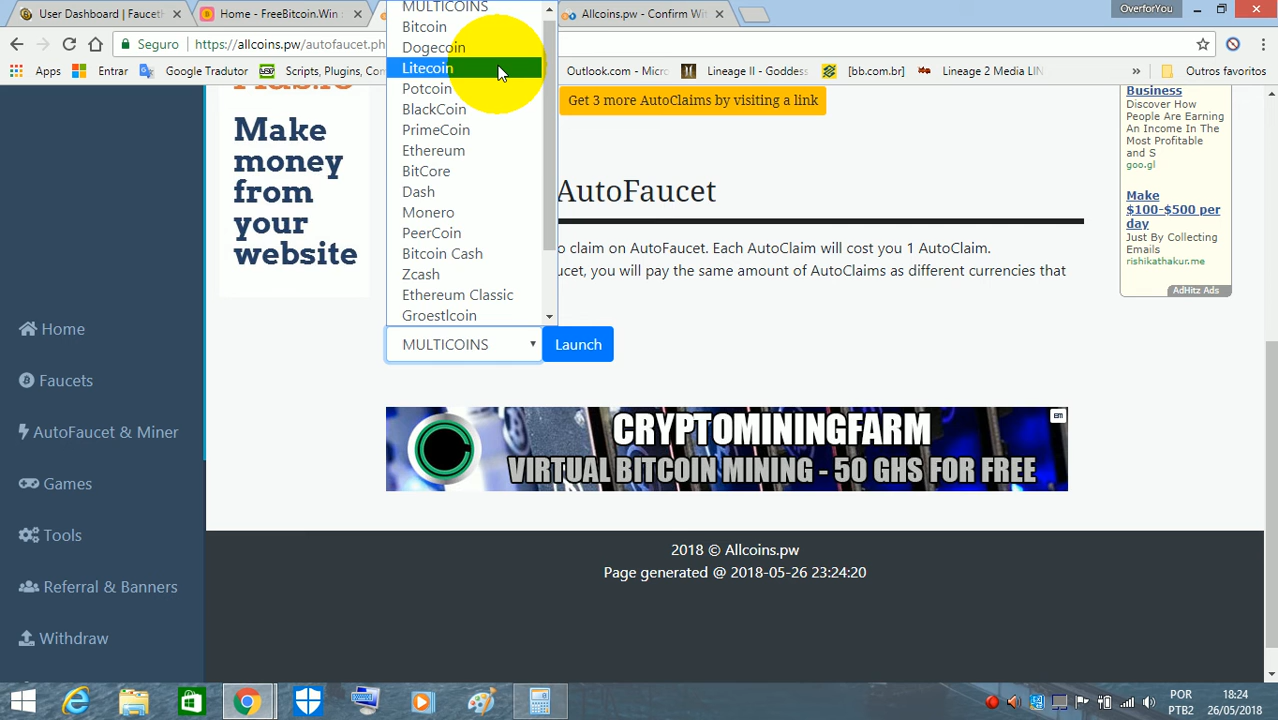 User Dashboard | FaucetH
Home - FreeBitcoin.Win
Allcoins.pw - Confirm Wit
OverforYou
Seguro
https://allcoins.pw/autofaucet.ph
Apps
Entrar
Google Tradutor
Scripts, Plugins, Con
Outlook.com - Micro
Lineage II - Goddess
[bb.com.br]
Lineage 2 Media LIN
Outros favoritos
MULTICOINS
Bitcoin
Dogecoin
Litecoin
Potcoin
BlackCoin
PrimeCoin
Ethereum
BitCore
Dash
Monero
PeerCoin
Bitcoin Cash
Zcash
Ethereum Classic
Groestlcoin
MULTICOINS
Launch
Make
money
from
your
website
Get 3 more AutoClaims by visiting a link
AutoFaucet
o claim on AutoFaucet. Each AutoClaim will cost you 1 AutoClaim.
ucet, you will pay the same amount of AutoClaims as different currencies that
Business
Discover How
People Are Earning
An Income In The
Most Profitable
and S
goo.gl
Make
$100-$500 per
day
Just By Collecting
Emails
rishikathakur.me
AdHitz Ads
Home
Faucets
AutoFaucet & Miner
Games
Tools
Referral & Banners
Withdraw
CRYPTOMININGFARM
VIRTUAL BITCOIN MINING - 50 GHS FOR FREE
2018 © Allcoins.pw
Page generated @ 2018-05-26 23:24:20
POR
PTB2
18:24
26/05/2018